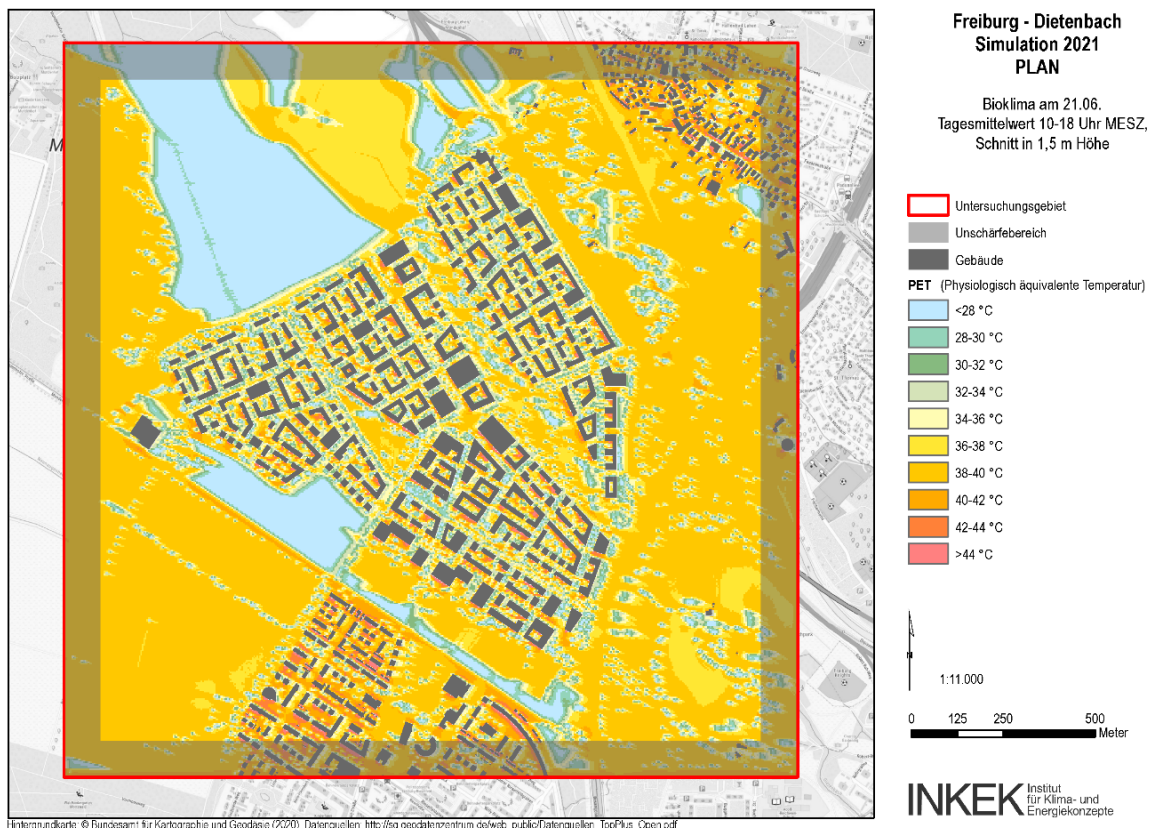 Freiburg - Dietenbach
Simulation 2021
PLAN
Bioklima am 21.06.
Tagesmittelwert 10-18 Uhr MESZ,
Schnitt in 1,5 m Höhe
Untersuchungsgebiet
Unschärfebereich
Gebäude
PET (Physiologisch äquivalente Temperatur)
<28 °C
28-30 °C
30-32 °C
32-34 °C
34-36 °C
36-38 °C
38-40 °C
40-42 °C
42-44 °C
>44 °C
N
1:11.000
0 125 250 500
Meter
INKEK Institut
für Klima- und
Energiekonzepte
M
Hintergrundkarte: © Bundesamt für Kartographie und Geodäsie (2020), Datenquellen: http://sg.geodatenzentrum.de/web_public/Datenquellen_TopPlus_Open.pdf